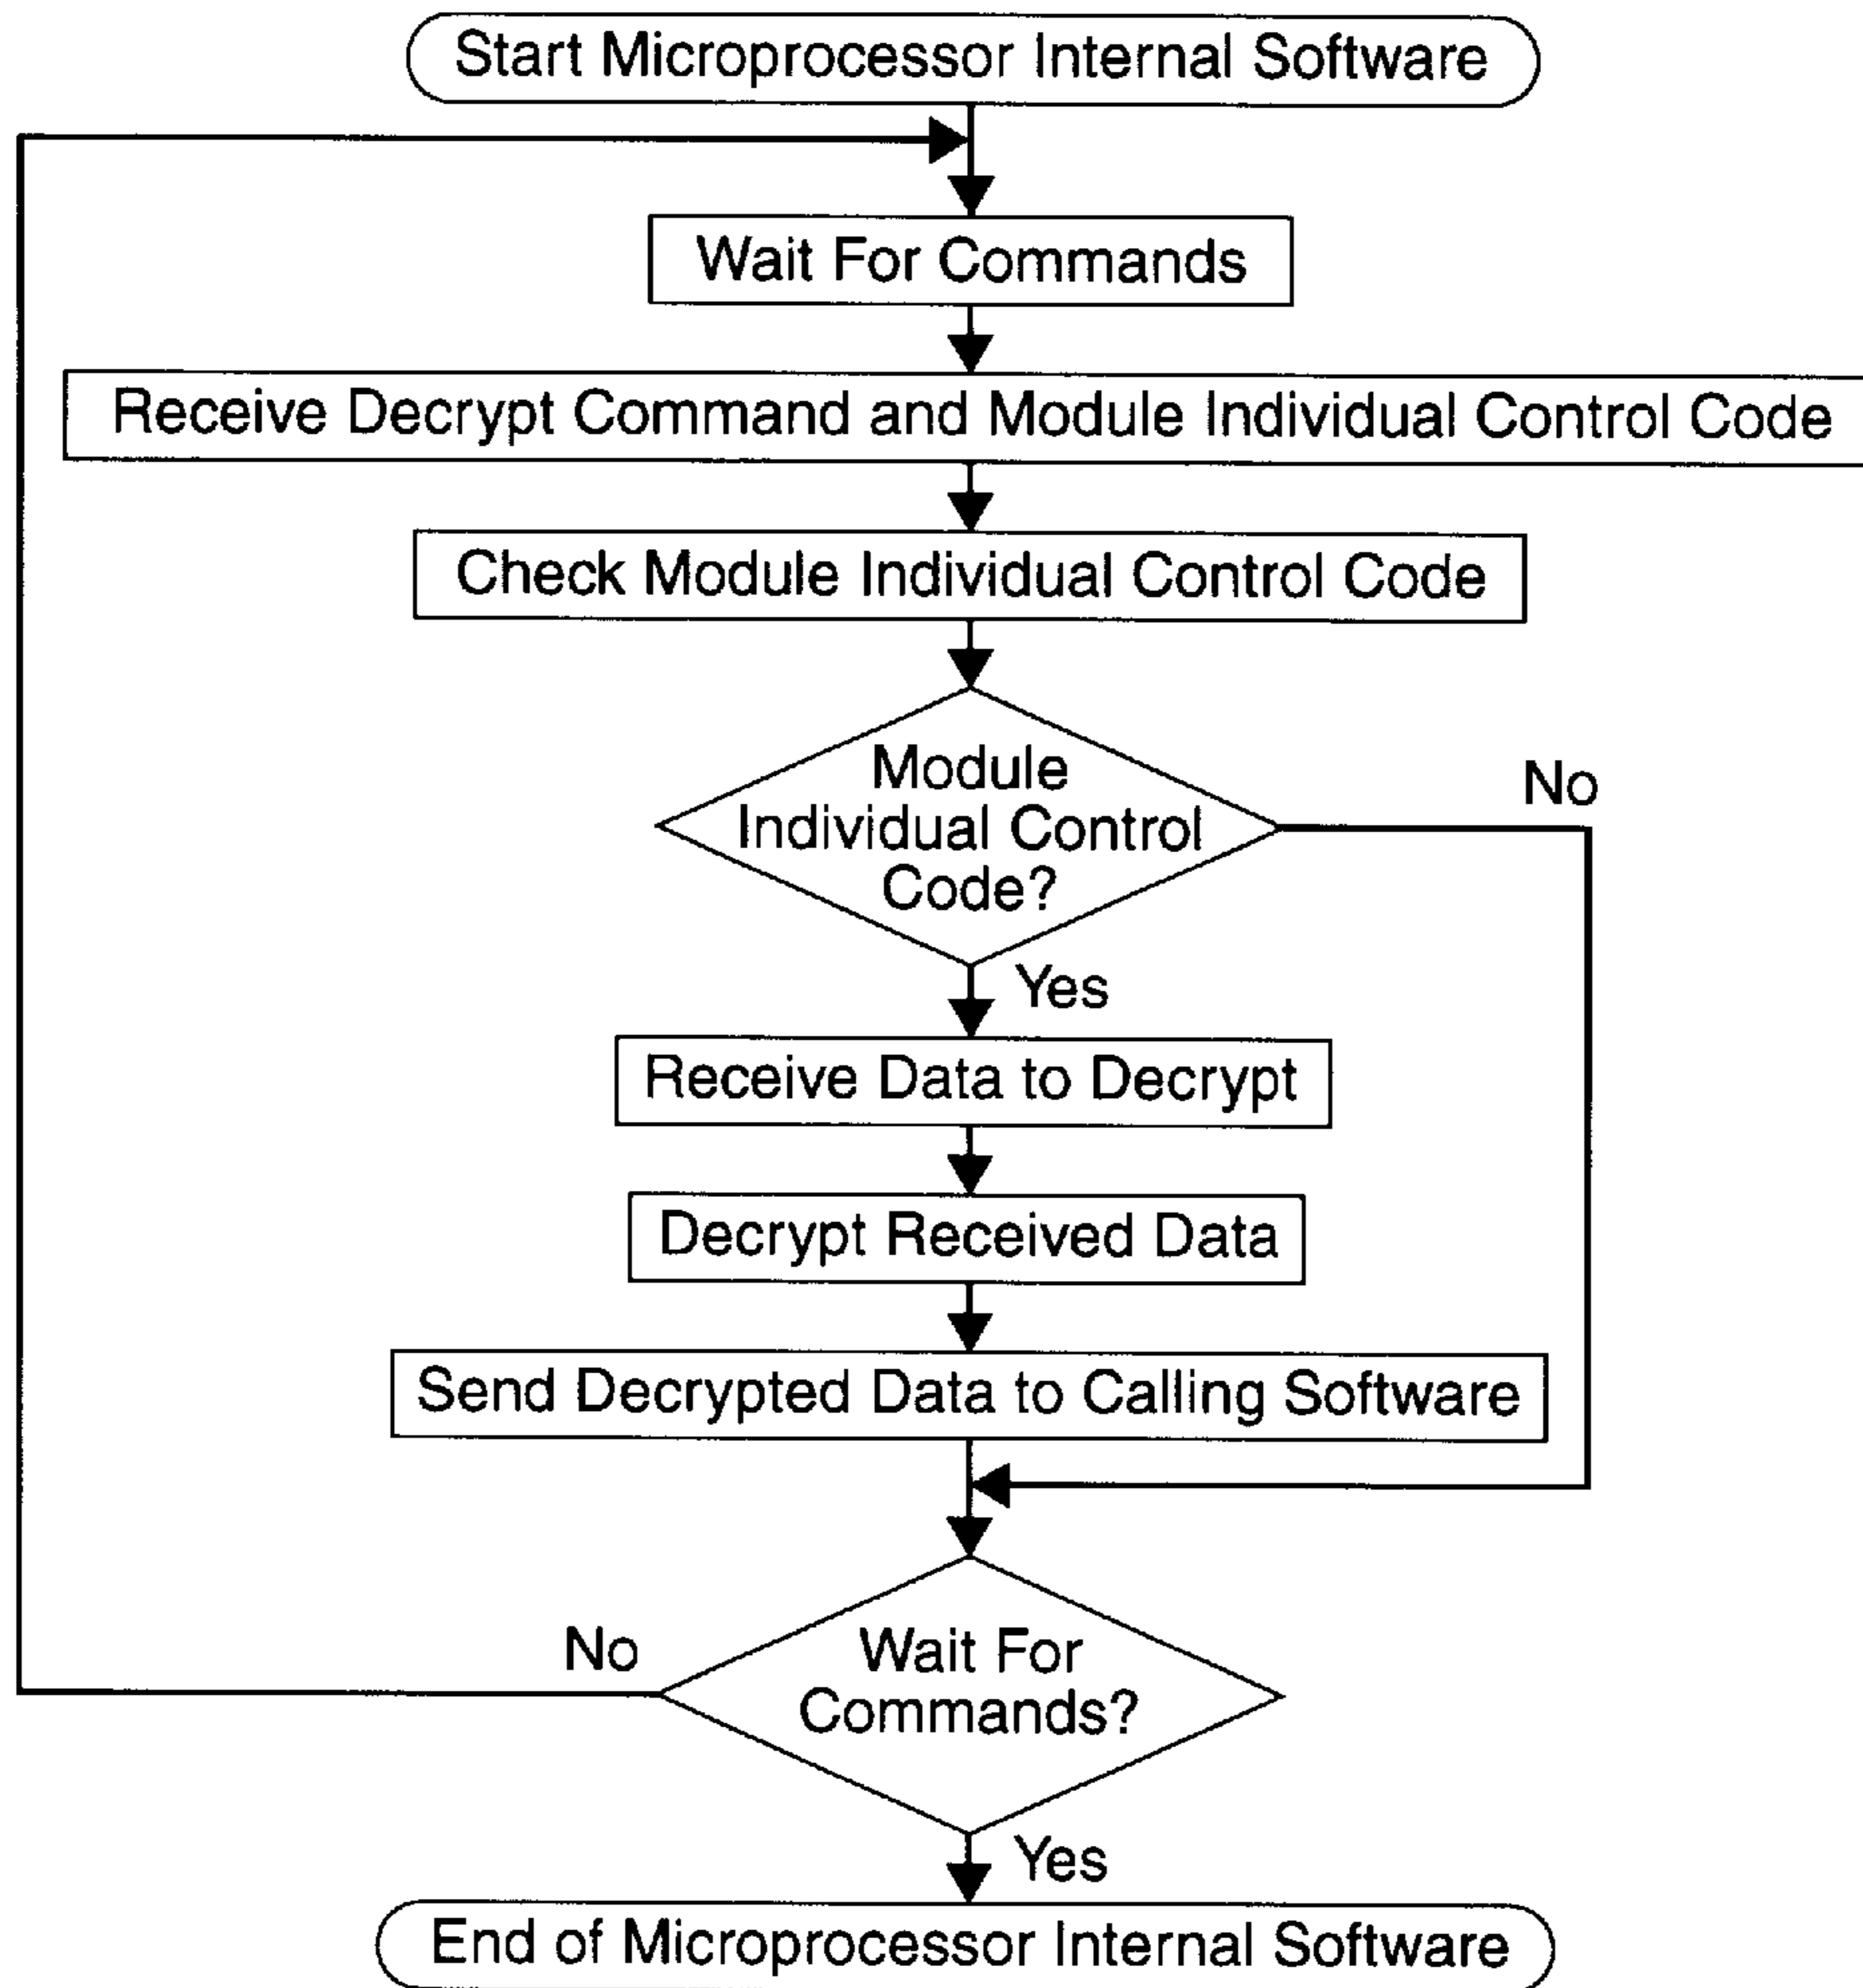 Start Microprocessor Internal Software
Wait For Commands
Receive Decrypt Command and Module Individual Control Code
Check Module Individual Control Code
Module
Individual Control
Code?
No
Yes
Receive Data to Decrypt
Decrypt Received Data
Send Decrypted Data to Calling Software
No
Wait For
Commands?
Yes
End of Microprocessor Internal Software